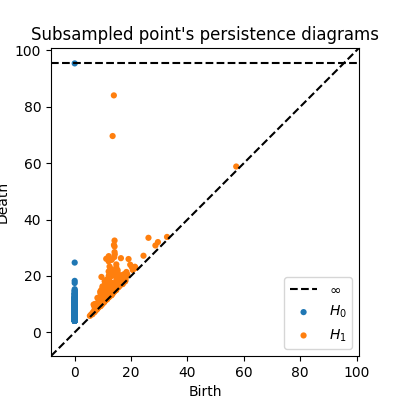 Subsampled point's persistence diagrams
100
80
60
40
20
0
Death
0 20 40 60 80 100
Birth
∞
H₀
H₁